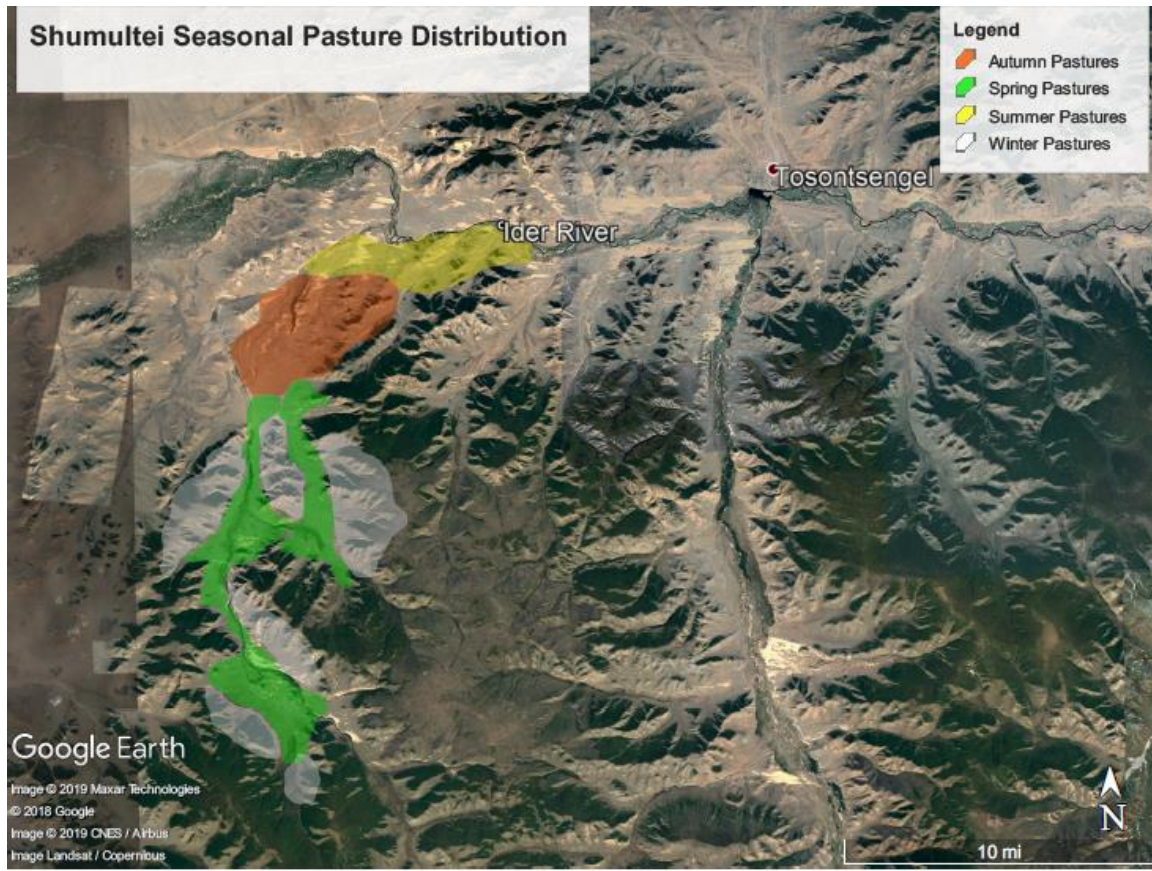 Shumultei Seasonal Pasture Distribution
Legend
Autumn Pastures
Spring Pastures
Summer Pastures
Winter Pastures
Tosontsengel
Ider River
Google Earth
Image © 2019 Maxar Technologies
© 2018 Google
Image © 2019 CNES / Airbus
Image Landsat / Copernicus
N
10 mi